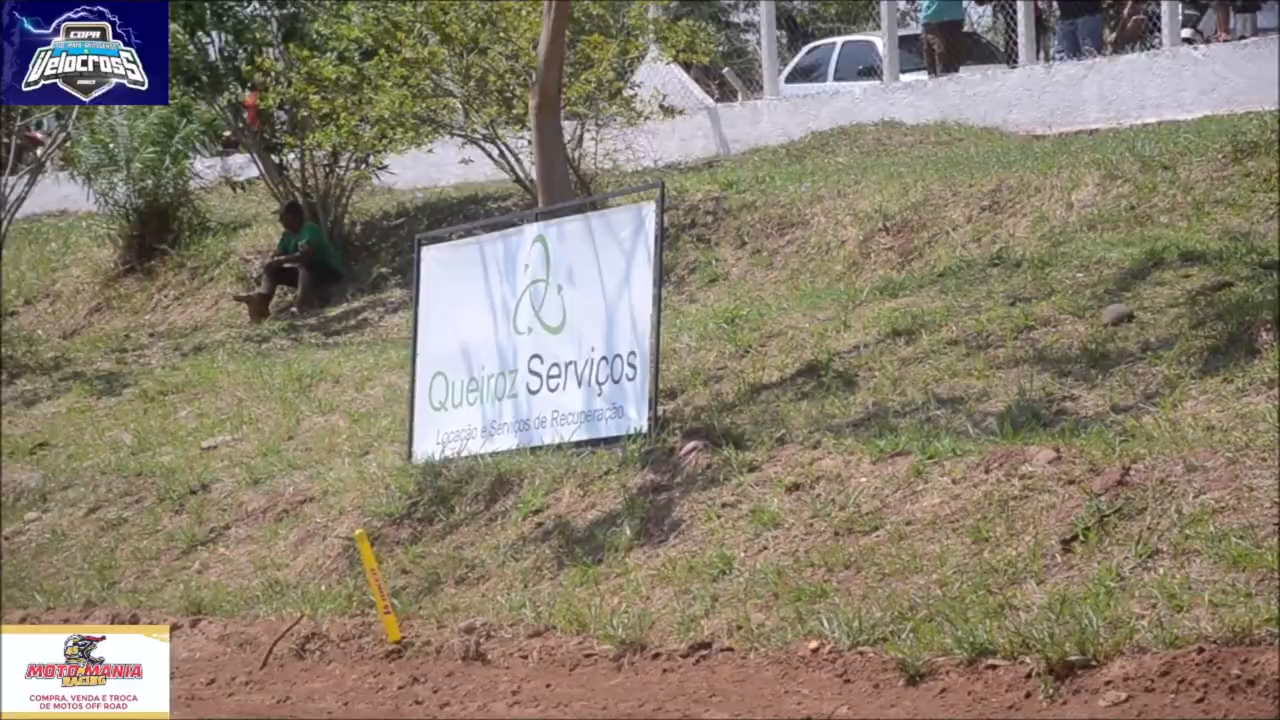 COPA
Velocross
Queiroz Serviços
Locação e Serviços de Recuperação
MOTO MANIA
RACING
COMPRA, VENDA E TROCA
DE MOTOS OFF ROAD